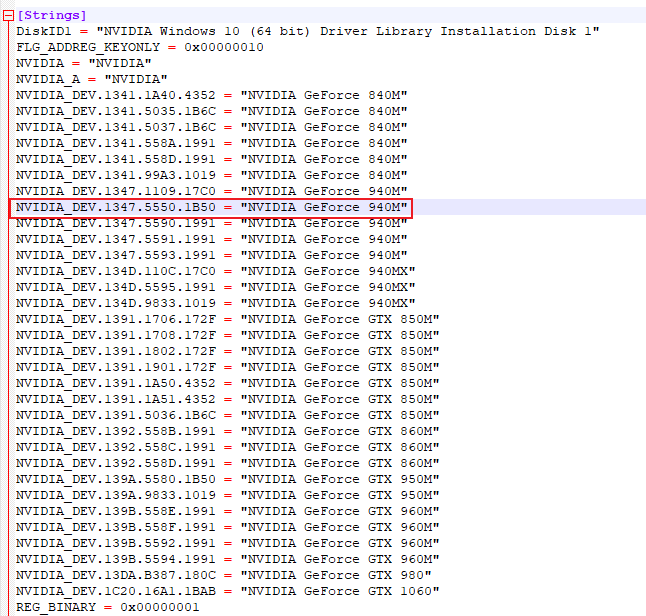 [Strings]
DiskID1 = "NVIDIA Windows 10 (64 bit) Driver Library Installation Disk 1"
FLG_ADDREG_KEYONLY = 0x00000010
NVIDIA = "NVIDIA"
NVIDIA_A = "NVIDIA"
NVIDIA_DEV.1341.1A40.4352 = "NVIDIA GeForce 840M"
NVIDIA_DEV.1341.5035.1B6C = "NVIDIA GeForce 840M"
NVIDIA_DEV.1341.5037.1B6C = "NVIDIA GeForce 840M"
NVIDIA_DEV.1341.558A.1991 = "NVIDIA GeForce 840M"
NVIDIA_DEV.1341.558D.1991 = "NVIDIA GeForce 840M"
NVIDIA_DEV.1341.99A3.1019 = "NVIDIA GeForce 840M"
NVIDIA_DEV.1347.1109.17C0 = "NVIDIA GeForce 940M"
NVIDIA_DEV.1347.5550.1B50 = "NVIDIA GeForce 940M"
NVIDIA_DEV.1347.5590.1991 = "NVIDIA GeForce 940M"
NVIDIA_DEV.1347.5591.1991 = "NVIDIA GeForce 940M"
NVIDIA_DEV.1347.5593.1991 = "NVIDIA GeForce 940M"
NVIDIA_DEV.134D.110C.17C0 = "NVIDIA GeForce 940MX"
NVIDIA_DEV.134D.5595.1991 = "NVIDIA GeForce 940MX"
NVIDIA_DEV.134D.9833.1019 = "NVIDIA GeForce 940MX"
NVIDIA_DEV.1391.1706.172F = "NVIDIA GeForce GTX 850M"
NVIDIA_DEV.1391.1708.172F = "NVIDIA GeForce GTX 850M"
NVIDIA_DEV.1391.1802.172F = "NVIDIA GeForce GTX 850M"
NVIDIA_DEV.1391.1901.172F = "NVIDIA GeForce GTX 850M"
NVIDIA_DEV.1391.1A50.4352 = "NVIDIA GeForce GTX 850M"
NVIDIA_DEV.1391.1A51.4352 = "NVIDIA GeForce GTX 850M"
NVIDIA_DEV.1391.5036.1B6C = "NVIDIA GeForce GTX 850M"
NVIDIA_DEV.1392.558B.1991 = "NVIDIA GeForce GTX 860M"
NVIDIA_DEV.1392.558C.1991 = "NVIDIA GeForce GTX 860M"
NVIDIA_DEV.1392.558D.1991 = "NVIDIA GeForce GTX 860M"
NVIDIA_DEV.139A.5580.1B50 = "NVIDIA GeForce GTX 950M"
NVIDIA_DEV.139A.9833.1019 = "NVIDIA GeForce GTX 950M"
NVIDIA_DEV.139B.558E.1991 = "NVIDIA GeForce GTX 960M"
NVIDIA_DEV.139B.558F.1991 = "NVIDIA GeForce GTX 960M"
NVIDIA_DEV.139B.5592.1991 = "NVIDIA GeForce GTX 960M"
NVIDIA_DEV.139B.5594.1991 = "NVIDIA GeForce GTX 960M"
NVIDIA_DEV.13DA.B387.180C = "NVIDIA GeForce GTX 980"
NVIDIA_DEV.1C20.16A1.1BAB = "NVIDIA GeForce GTX 1060"
REG_BINARY = 0x00000001